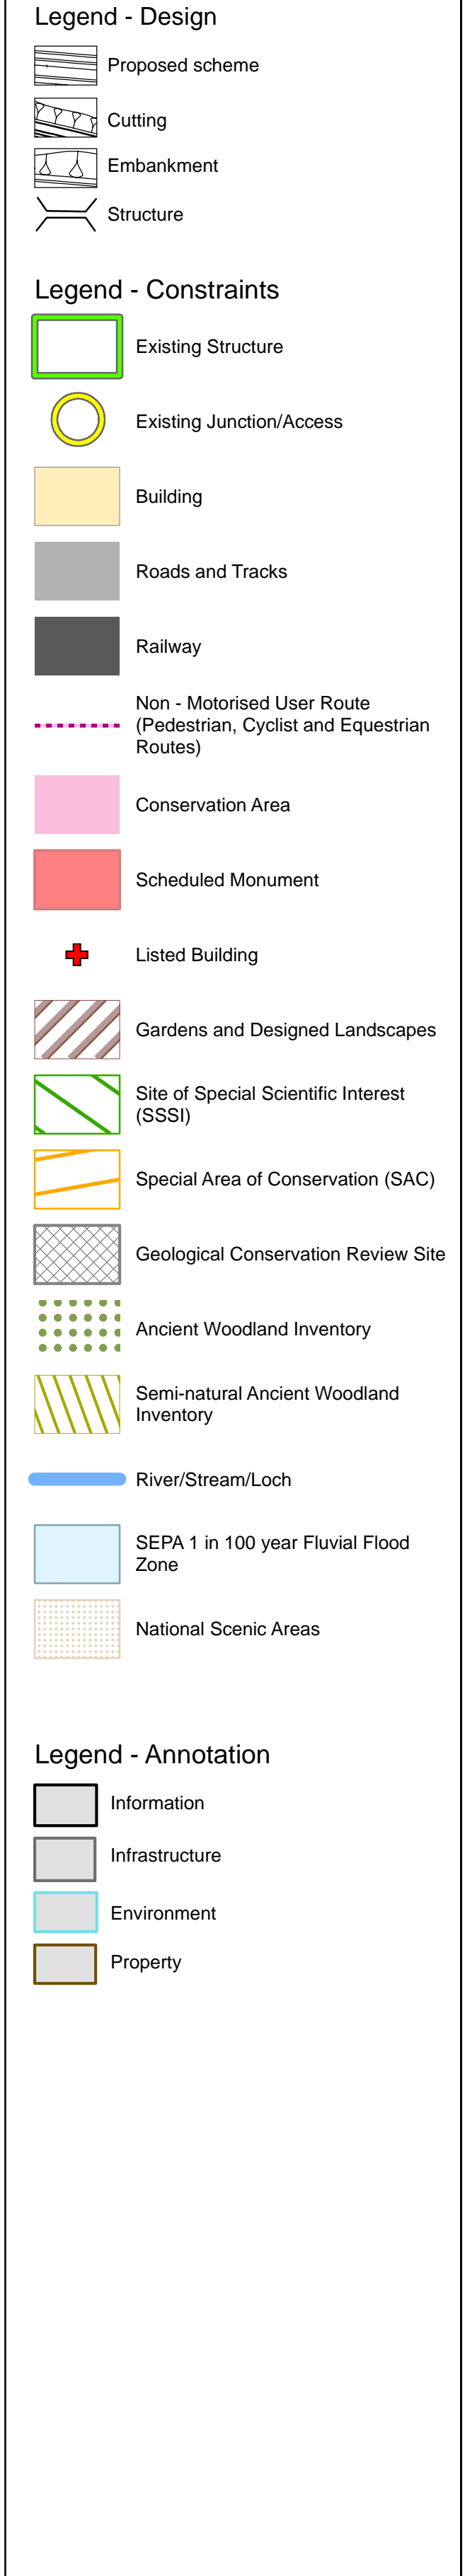 Legend - Design
Proposed scheme
Cutting
Embankment
Structure
Legend - Constraints
Existing Structure
Existing Junction/Access
Building
Roads and Tracks
Railway
Non - Motorised User Route
(Pedestrian, Cyclist and Equestrian
Routes)
Conservation Area
Scheduled Monument
Listed Building
Gardens and Designed Landscapes
Site of Special Scientific Interest
(SSSI)
Special Area of Conservation (SAC)
Geological Conservation Review Site
Ancient Woodland Inventory
Semi-natural Ancient Woodland
Inventory
River/Stream/Loch
SEPA 1 in 100 year Fluvial Flood
Zone
National Scenic Areas
Legend - Annotation
Information
Infrastructure
Environment
Property